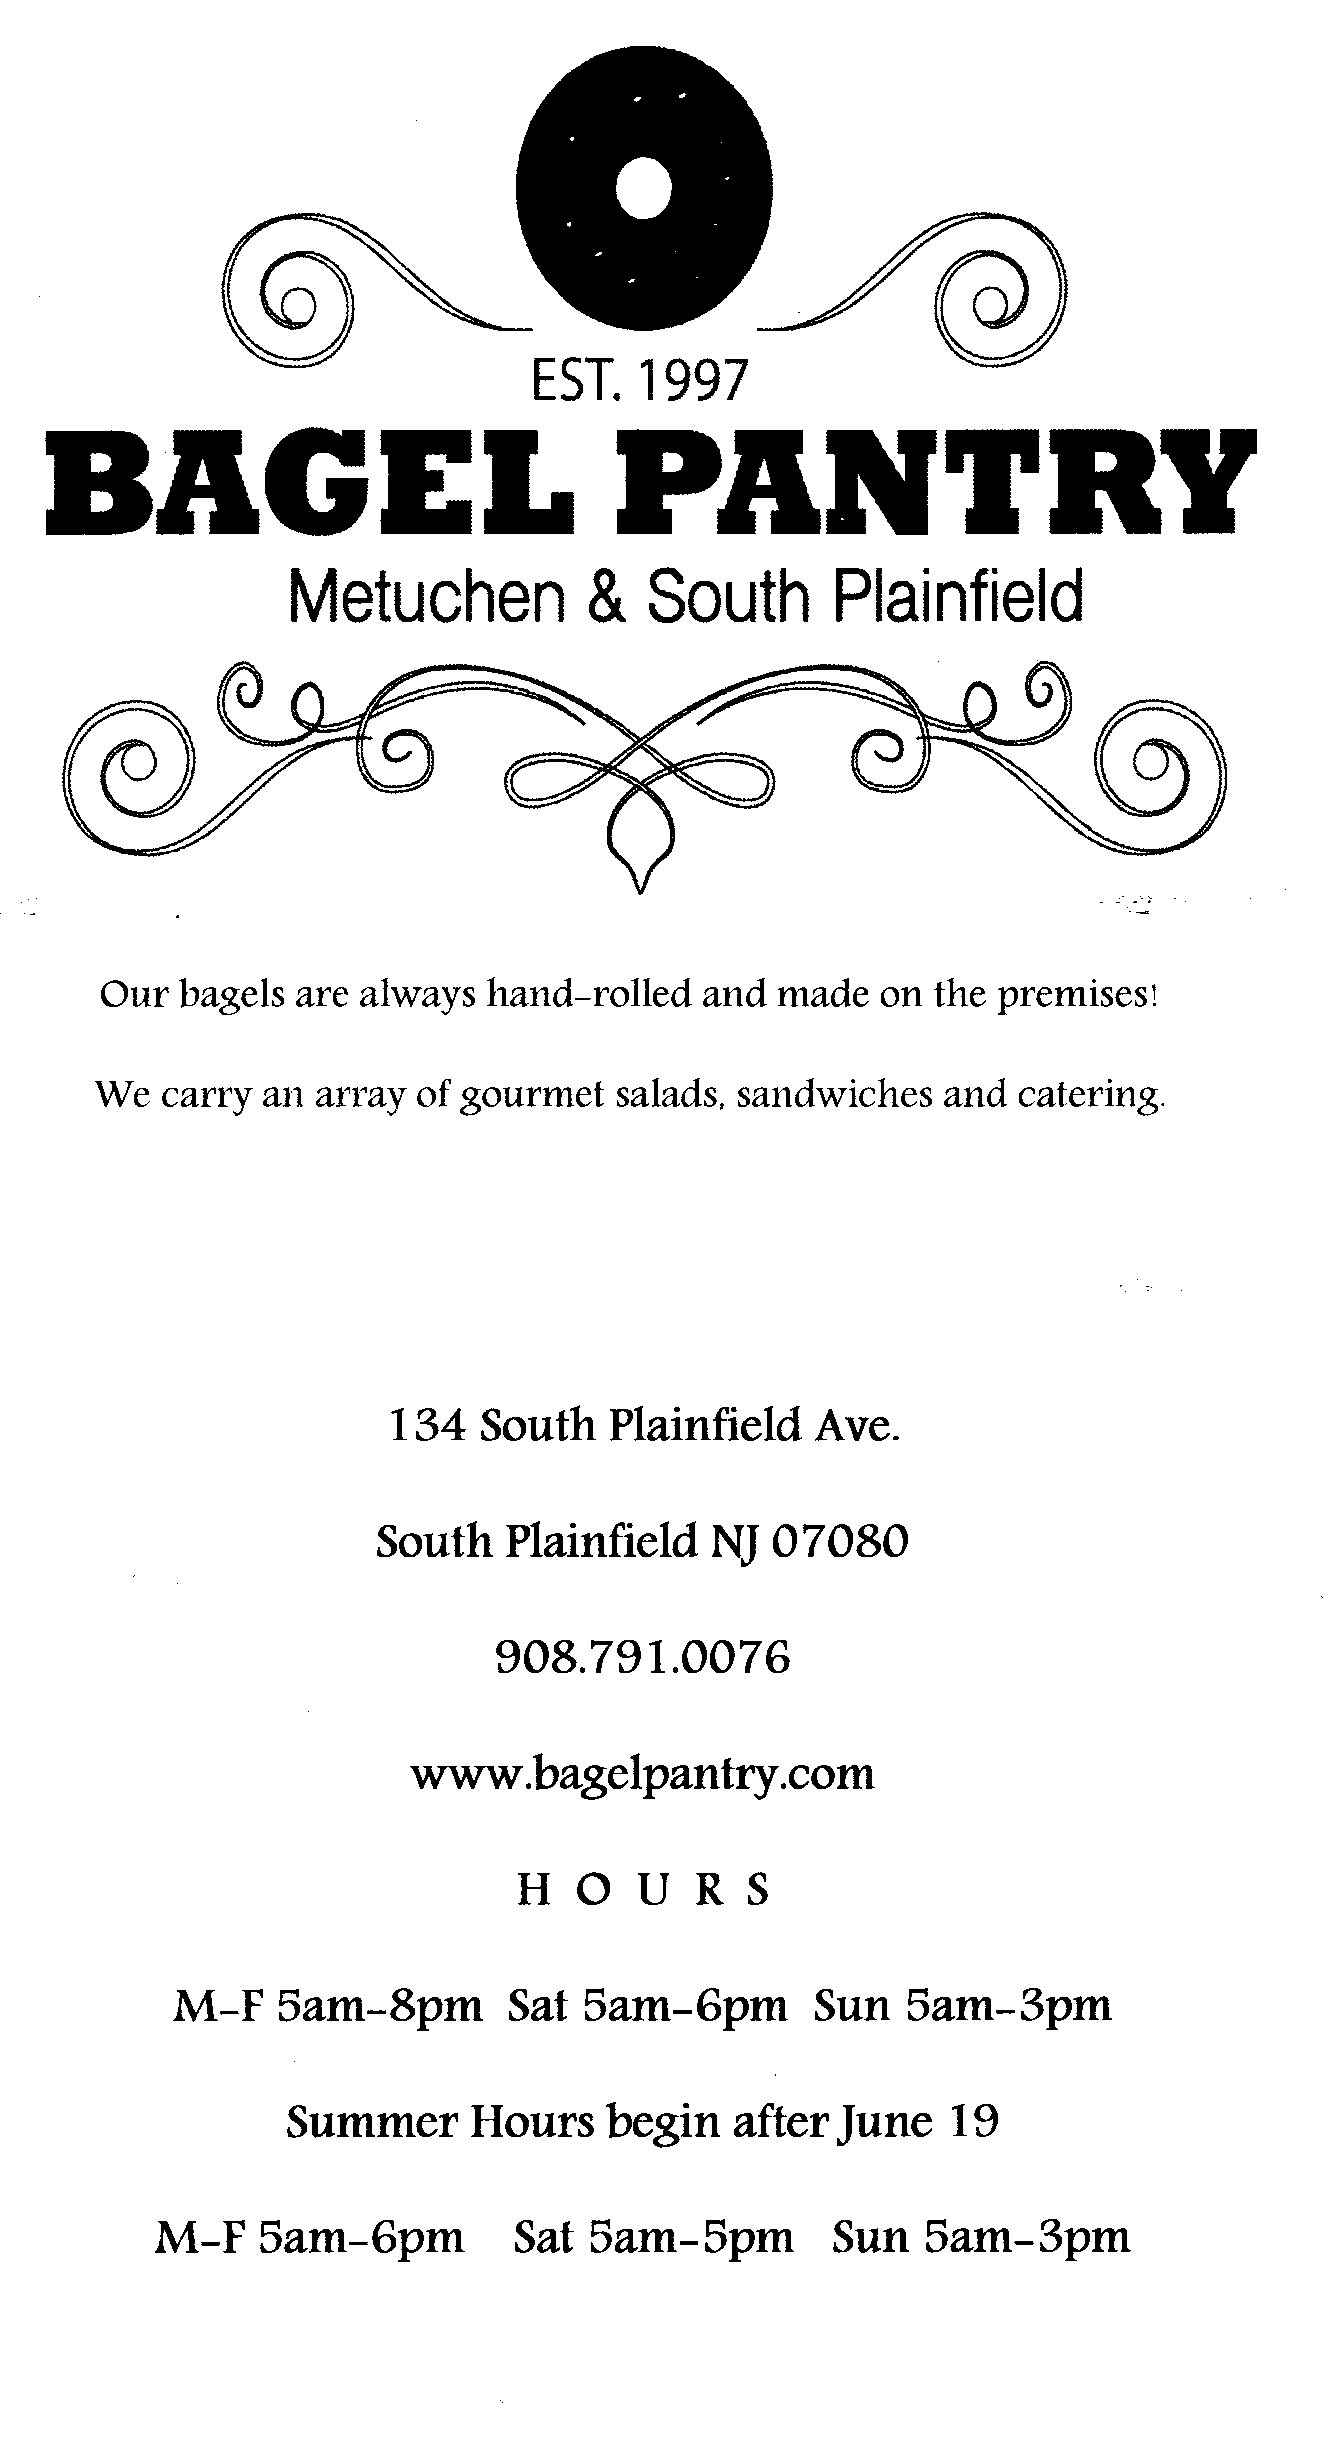 EST. 1997
BAGEL PANTRY
Metuchen & South Plainfield
Our bagels are always hand-rolled and made on the premises!
We carry an array of gourmet salads, sandwiches and catering.
134 South Plainfield Ave.
South Plainfield NJ 07080
908.791.0076
www.bagelpantry.com
H O U R S
M-F 5am-8pm Sat 5am-6pm Sun 5am-3pm
Summer Hours begin after June 19
M-F 5am-6pm Sat 5am-5pm Sun 5am-3pm